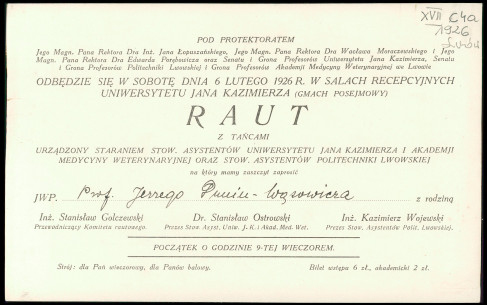 XVII C4a
1926
Lwów
POD PROTEKTORATEM
Jego Magn. Pana Rektora Dra Inż. Jana Łopuszańskiego, Jego Magn. Pana Rektora Dra Wacława Moraczewskiego i Jego
Magn. Pana Rektora Dra Edwarda Porębowicza oraz Senatu i Grona Profesorów Uniwersytetu Jana Kazimierza, Senatu
i Grona Profesorów Politechniki Lwowskiej i Grona Profesorów Akademji Medycyny Weterynaryjnej we Lwowie
ODBĘDZIE SIĘ W SOBOTĘ DNIA 6 LUTEGO 1926 R. W SALACH RECEPCYJNYCH
UNIWERSYTETU JANA KAZIMIERZA (GMACH POSEJMOWY)
RAUT
Z TAŃCAMI
URZĄDZONY STARANIEM STOW. ASYSTENTÓW UNIWERSYTETU JANA KAZIMIERZA I AKADEMJI
MEDYCYNY WETERYNARYJNEJ ORAZ STOW. ASYSTENTÓW POLITECHNIKI LWOWSKIEJ
na który mamy zaszczyt zaprosić
JWP. Prof. Jerzego -Wąsowicza z rodziną
Inż. Stanisław Golczewski Dr. Stanisław Ostrowski Inż. Kazimierz Wojewski
Przewodniczący Komitetu rautowego. Prezes Stow. Asyst. Uniw. J.-K. i Akad. Med. Wet. Prezes Stow. Asystentów Polit. Lwowskiej.
POCZĄTEK O GODZINIE 9-TEJ WIECZOREM.
Strój: dla Pań wieczorowy, dla Panów balowy. Bilet wstępu 6 zł., akademicki 2 zł.